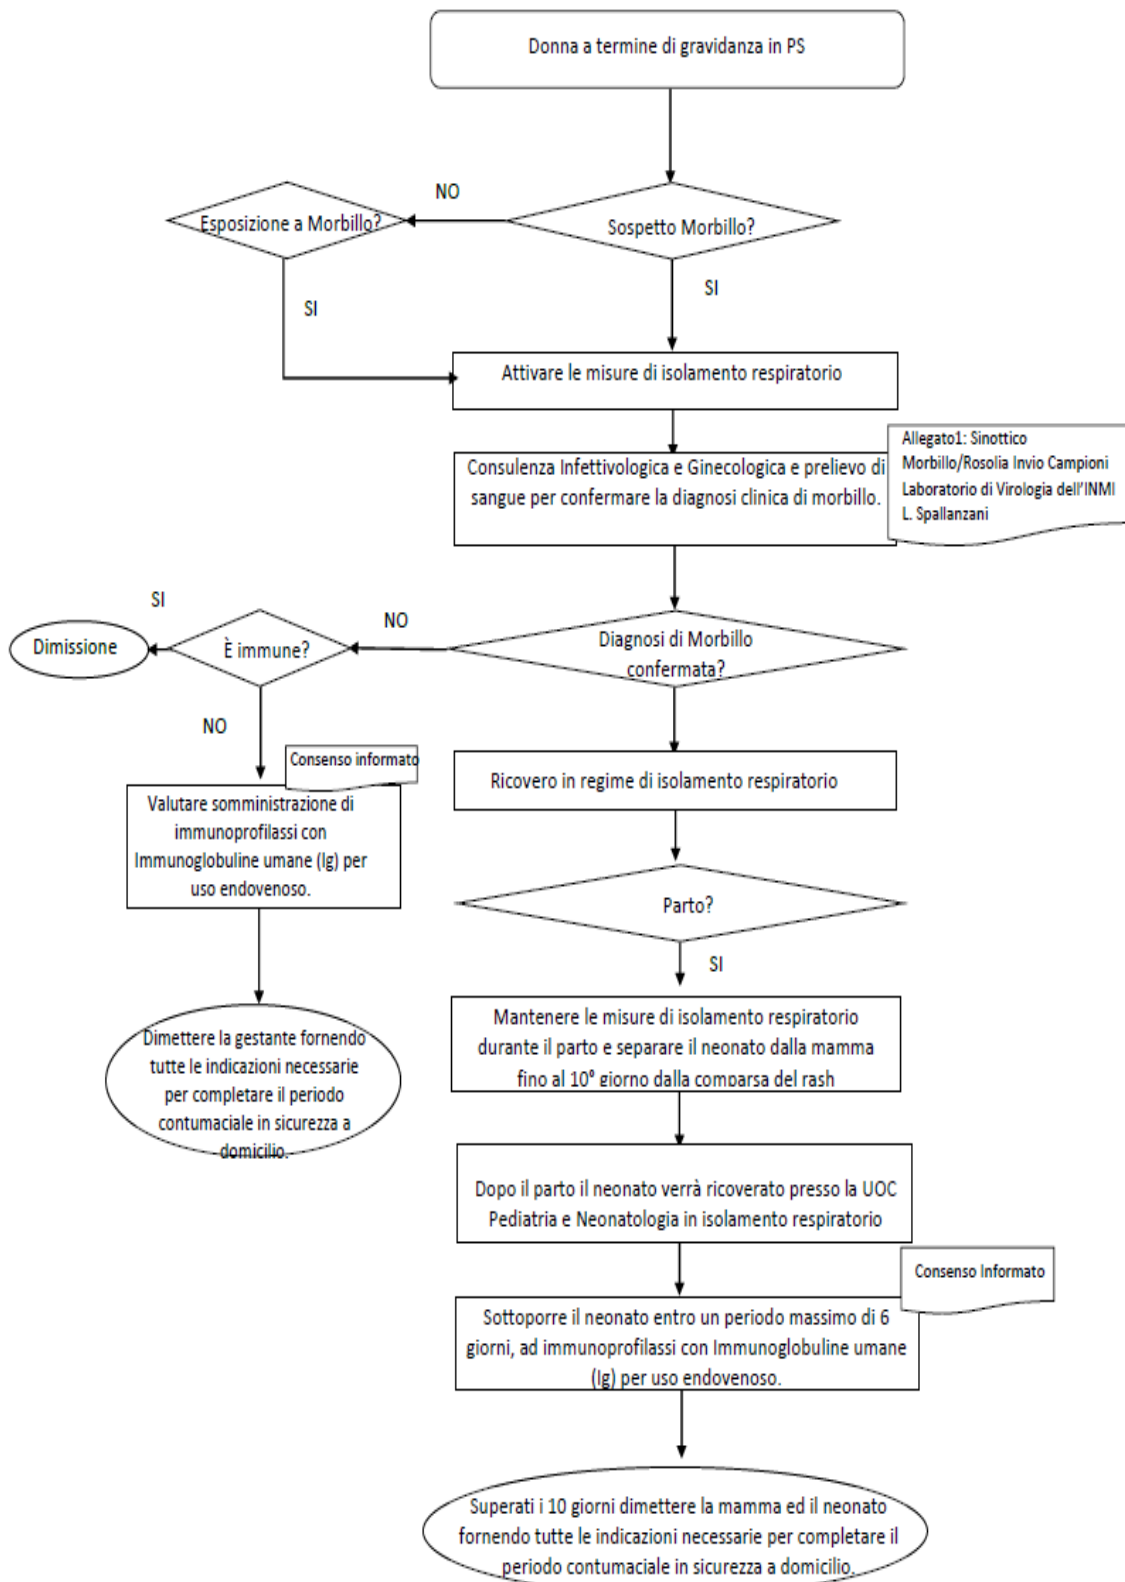 Donna a termine di gravidanza in PS
NO
Esposizione a Morbillo?
Sospetto Morbillo?
SI
SI
Attivare le misure di isolamento respiratorio
Allegato1: Sinottico
Morbillo/Rosolia Invio Campioni
Laboratorio di Virologia dell'INMI
L. Spallanzani
Consulenza Infettivologica e Ginecologica e prelievo di
sangue per confermare la diagnosi clinica di morbillo.
SI
NO
Dimissione
È immune?
Diagnosi di Morbillo
confermata?
NO
Consenso informato
Ricovero in regime di isolamento respiratorio
Valutare somministrazione di
immunoprofilassi con
Immunoglobuline umane (Ig) per
uso endovenoso.
Parto?
SI
Mantenere le misure di isolamento respiratorio
durante il parto e separare il neonato dalla mamma
fino al 10° giorno dalla comparsa del rash
Dimettere la gestante fornendo
tutte le indicazioni necessarie
per completare il periodo
contumaciale in sicurezza a
domicilio.
Dopo il parto il neonato verrà ricoverato presso la UOC
Pediatria e Neonatologia in isolamento respiratorio
Consenso Informato
Sottoporre il neonato entro un periodo massimo di 6
giorni, ad immunoprofilassi con Immunoglobuline umane
(Ig) per uso endovenoso.
Superati i 10 giorni dimettere la mamma ed il neonato
fornendo tutte le indicazioni necessarie per completare il
periodo contumaciale in sicurezza a domicilio.